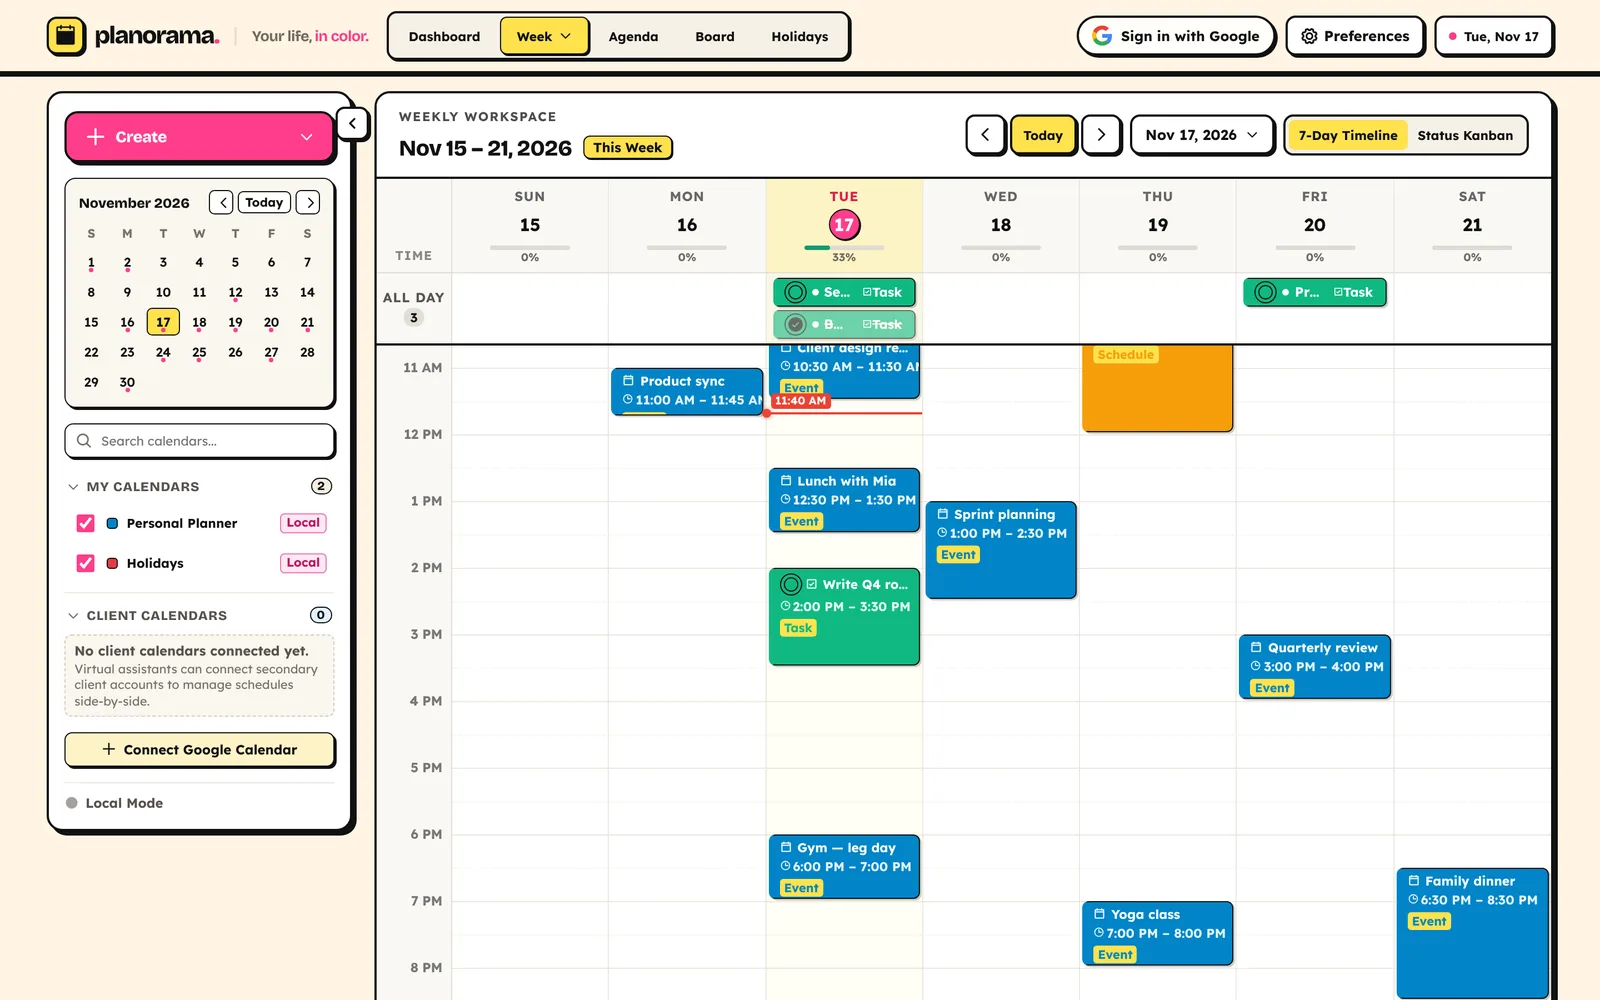 planorama.
Your life, in color.
Dashboard
Week
Agenda
Board
Holidays
Sign in with Google
Preferences
Tue, Nov 17
Create
November 2026
Today
S M T W T F S
1 2 3 4 5 6 7
8 9 10 11 12 13 14
15 16 17 18 19 20 21
22 23 24 25 26 27 28
29 30
Search calendars...
MY CALENDARS 2
Personal Planner Local
Holidays Local
CLIENT CALENDARS 0
No client calendars connected yet.
Virtual assistants can connect secondary
client accounts to manage schedules
side-by-side.
Connect Google Calendar
Local Mode
WEEKLY WORKSPACE
Nov 15 – 21, 2026
This Week
Today
Nov 17, 2026
7-Day Timeline
Status Kanban
SUN MON TUE WED THU FRI SAT
15 16 17 18 19 20 21
TIME
0% 0% 33% 0% 0% 0% 0%
ALL DAY
3
Se... Task
B... Task
Pr... Task
11 AM
12 PM
1 PM
2 PM
3 PM
4 PM
5 PM
6 PM
7 PM
8 PM
Product sync
11:00 AM – 11:45 AM
Client design re...
10:30 AM – 11:30 AM
Event
11:40 AM
Lunch with Mia
12:30 PM – 1:30 PM
Event
Write Q4 ro...
2:00 PM – 3:30 PM
Task
Gym — leg day
6:00 PM – 7:00 PM
Event
Sprint planning
1:00 PM – 2:30 PM
Event
Schedule
Yoga class
7:00 PM – 8:00 PM
Event
Quarterly review
3:00 PM – 4:00 PM
Event
Family dinner
6:30 PM – 8:30 PM
Event